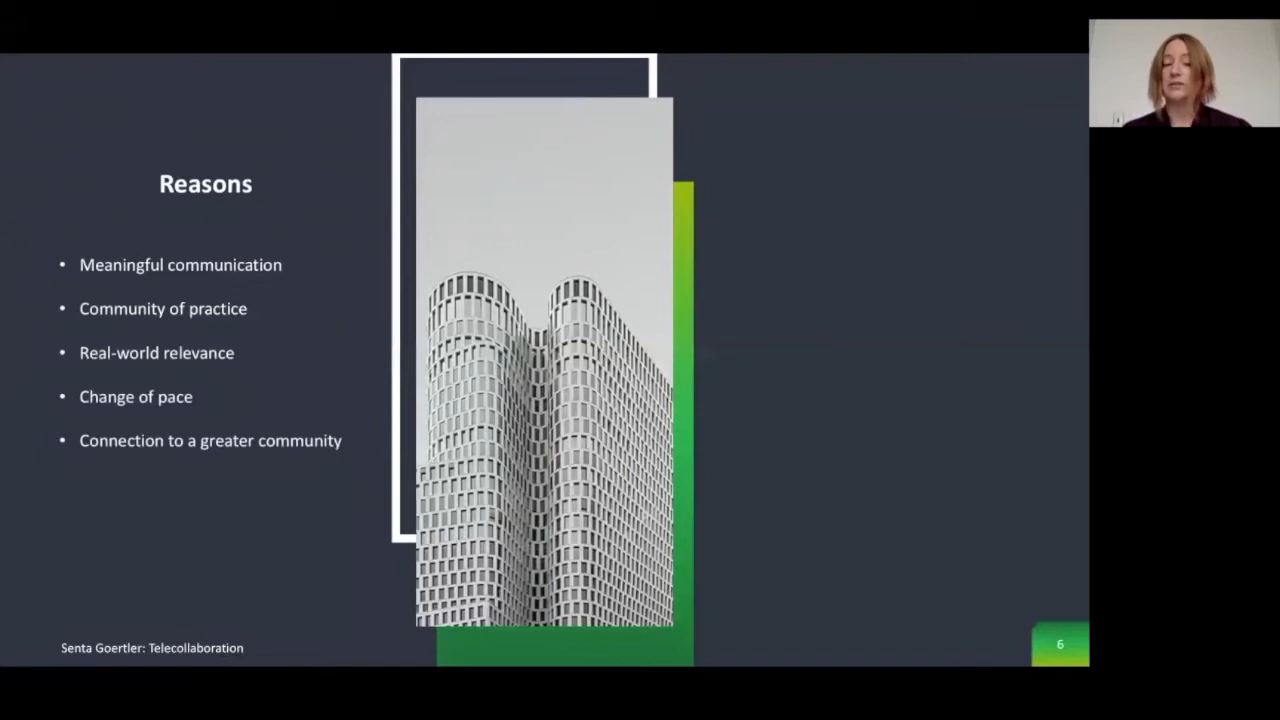 Reasons
• Meaningful communication
• Community of practice
• Real-world relevance
• Change of pace
• Connection to a greater community
Senta Goertler: Telecollaboration
6